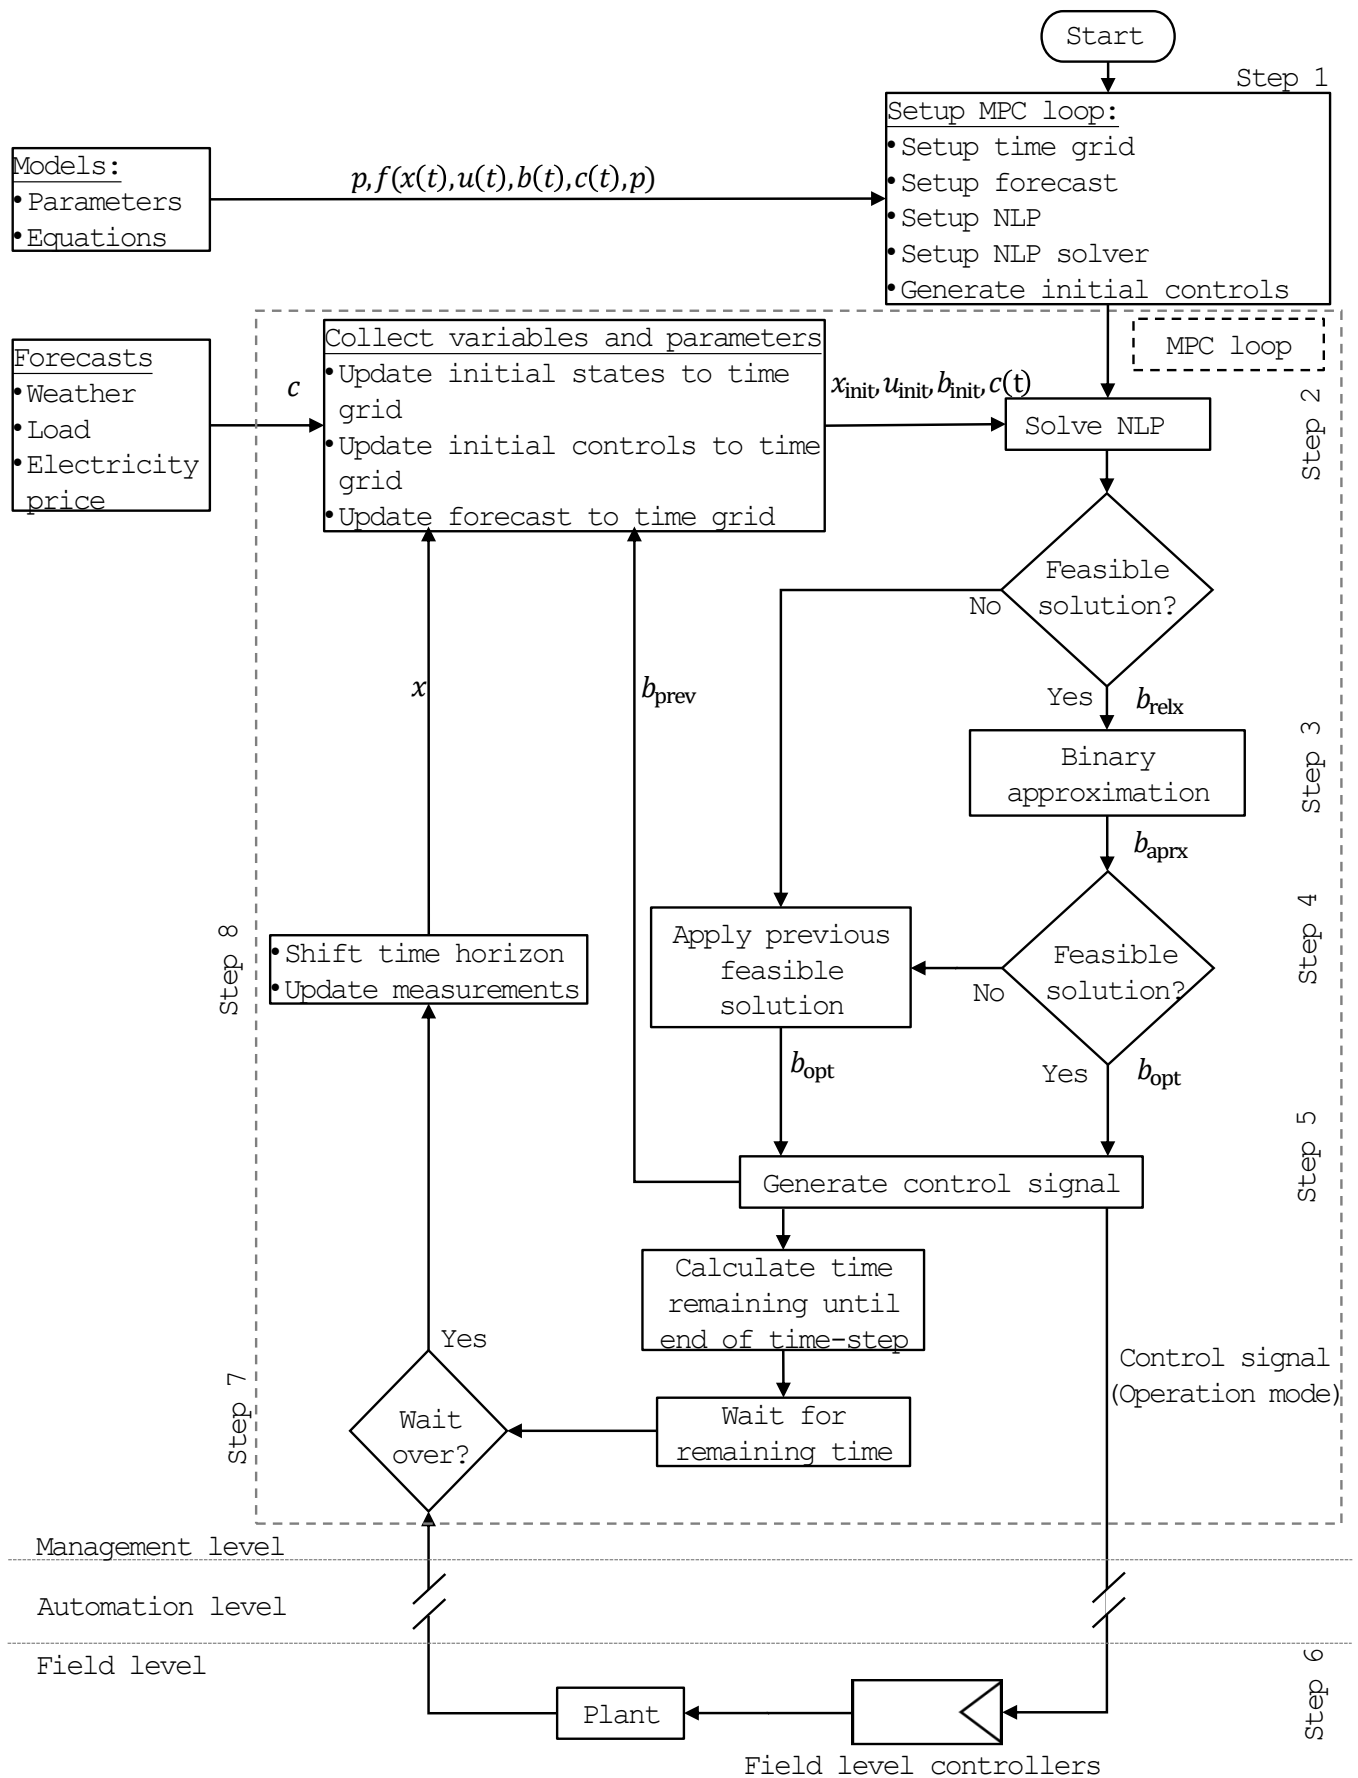 Start
Step 1
Setup MPC loop:
• Setup time grid
• Setup forecast
• Setup NLP
• Setup NLP solver
• Generate initial controls
Models:
• Parameters
• Equations
p, f(x(t), u(t), b(t), c(t), p)
MPC loop
Forecasts
• Weather
• Load
• Electricity
price
c
Collect variables and parameters
• Update initial states to time
grid
• Update initial controls to time
grid
• Update forecast to time grid
x_init, u_init, b_init, c(t)
Solve NLP
Step 2
Feasible
solution?
No
Yes
b_relx
x
b_prev
Binary
approximation
Step 3
b_aprx
Step 4
Feasible
solution?
No
Yes
b_opt
Apply previous
feasible
solution
b_opt
Step 8
• Shift time horizon
• Update measurements
Step 5
Generate control signal
Calculate time
remaining until
end of time-step
Wait for
remaining time
Yes
Wait
over?
Step 7
Control signal
(Operation mode)
Management level
Automation level
Field level
Step 6
Plant
Field level controllers